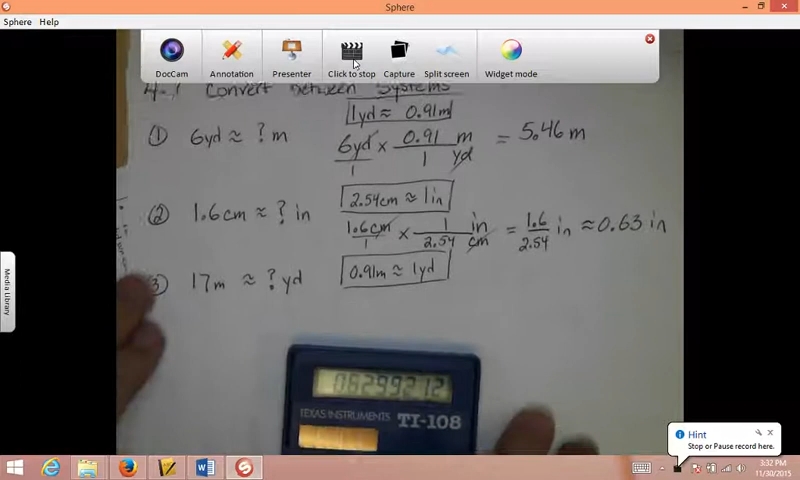 Sphere
Sphere Help
DocCam Annotation Presenter Click to stop Capture Split screen Widget mode
4.7 Convert between Systems
1yd ≈ 0.91m
① 6yd ≈ ? m 6yd/1 × 0.91 m/1 yd = 5.46 m
2.54cm ≈ 1in
② 1.6cm ≈ ? in 1.6cm/1 × 1 in/2.54 cm = 1.6/2.54 in ≈ 0.63 in
③ 17m ≈ ? yd 0.91m ≈ 1yd
Media Library
0.6299212
TEXAS INSTRUMENTS TI-108
Hint
Stop or Pause record here.
3:32 PM
11/30/2015